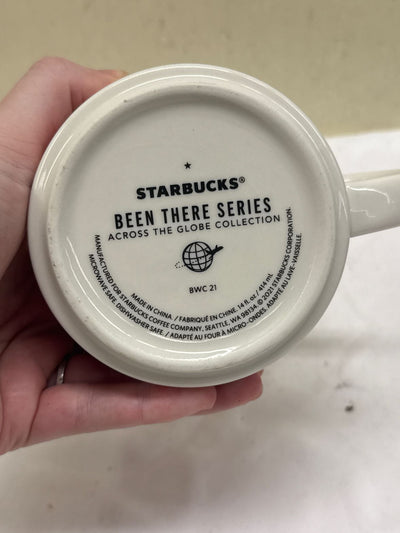 STARBUCKS®
BEEN THERE SERIES
ACROSS THE GLOBE COLLECTION
BWC 21
MADE IN CHINA. / FABRIQUÉ EN CHINE. 14 fl. oz / 414 mL
MANUFACTURED FOR STARBUCKS COFFEE COMPANY, SEATTLE, WA 98134. © 2021 STARBUCKS CORPORATION.
MICROWAVE SAFE. DISHWASHER SAFE. / ADAPTÉ AU FOUR À MICRO-ONDES. ADAPTÉ AU LAVE-VAISSELLE.